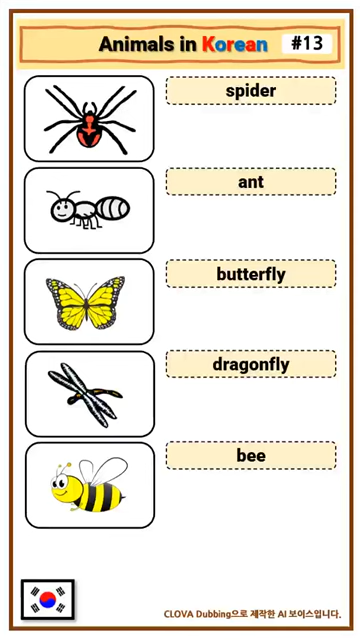 Animals in Korean #13
spider
ant
butterfly
dragonfly
bee
CLOVA Dubbing으로 제작한 AI 보이스입니다.